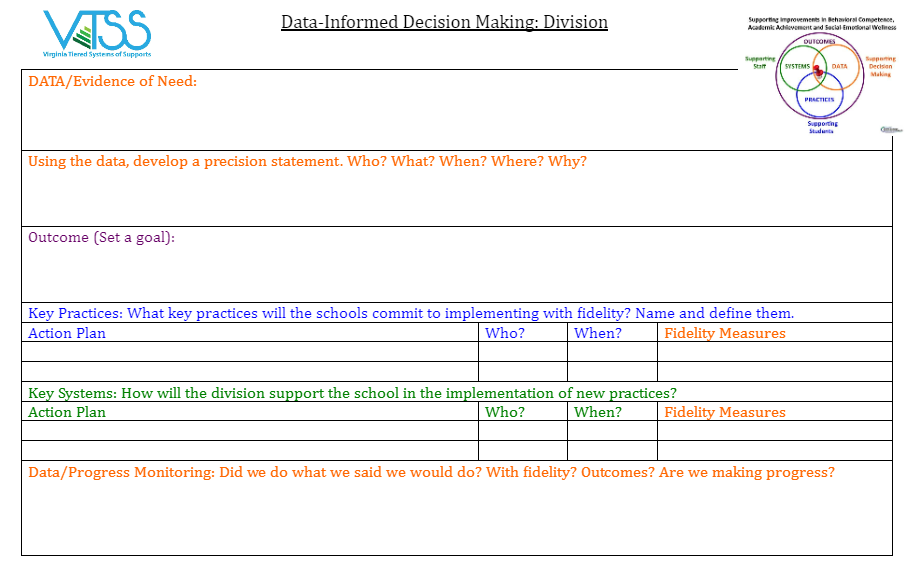 VTSS
Virginia Tiered Systems of Supports
Data-Informed Decision Making: Division
Supporting Improvements in Behavioral Competence,
Academic Achievement and Social-Emotional Wellness
OUTCOMES
Supporting
Staff
SYSTEMS
DATA
Supporting
Decision
Making
PRACTICES
Supporting
Students
DATA/Evidence of Need:
Using the data, develop a precision statement. Who? What? When? Where? Why?
Outcome (Set a goal):
Key Practices: What key practices will the schools commit to implementing with fidelity? Name and define them.
Action Plan Who? When? Fidelity Measures
Key Systems: How will the division support the school in the implementation of new practices?
Action Plan Who? When? Fidelity Measures
Data/Progress Monitoring: Did we do what we said we would do? With fidelity? Outcomes? Are we making progress?